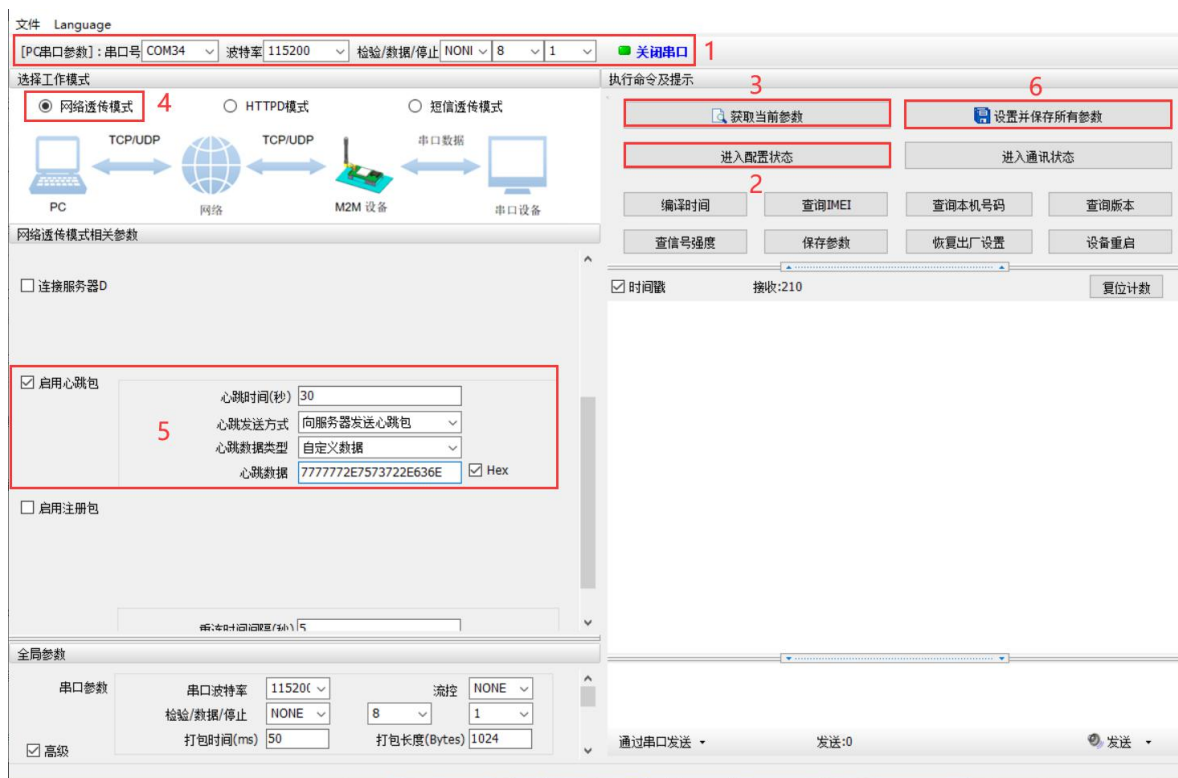 文件 Language
[PC串口参数]:串口号 COM34 波特率 115200 检验/数据/停止 NONI 8 1 关闭串口 1
选择工作模式
网络透传模式 4 HTTPD模式 短信透传模式
TCP/UDP TCP/UDP 串口数据
PC 网络 M2M 设备 串口设备
网络透传模式相关参数
连接服务器D
启用心跳包
心跳时间(秒) 30
心跳发送方式 向服务器发送心跳包
5
心跳数据类型 自定义数据
心跳数据 7777772E7573722E636E Hex
启用注册包
重连时间间隔(秒) 5
全局参数
串口参数 串口波特率 11520( 流控 NONE
检验/数据/停止 NONE 8 1
打包时间(ms) 50 打包长度(Bytes) 1024
高级
执行命令及提示
3 6
获取当前参数 设置并保存所有参数
进入配置状态 进入通讯状态
2
编译时间 查询IMEI 查询本机号码 查询版本
查信号强度 保存参数 恢复出厂设置 设备重启
时间戳 接收:210 复位计数
通过串口发送 发送:0 发送